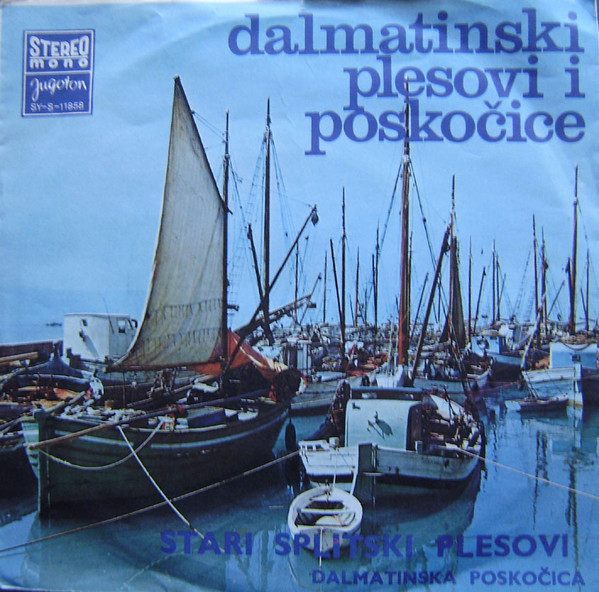 STEREO
mono
Jugoton
SY-S-11858
dalmatinski
plesovi i
poskočice
STARI SPLITSKI PLESOVI
DALMATINSKA POSKOČICA